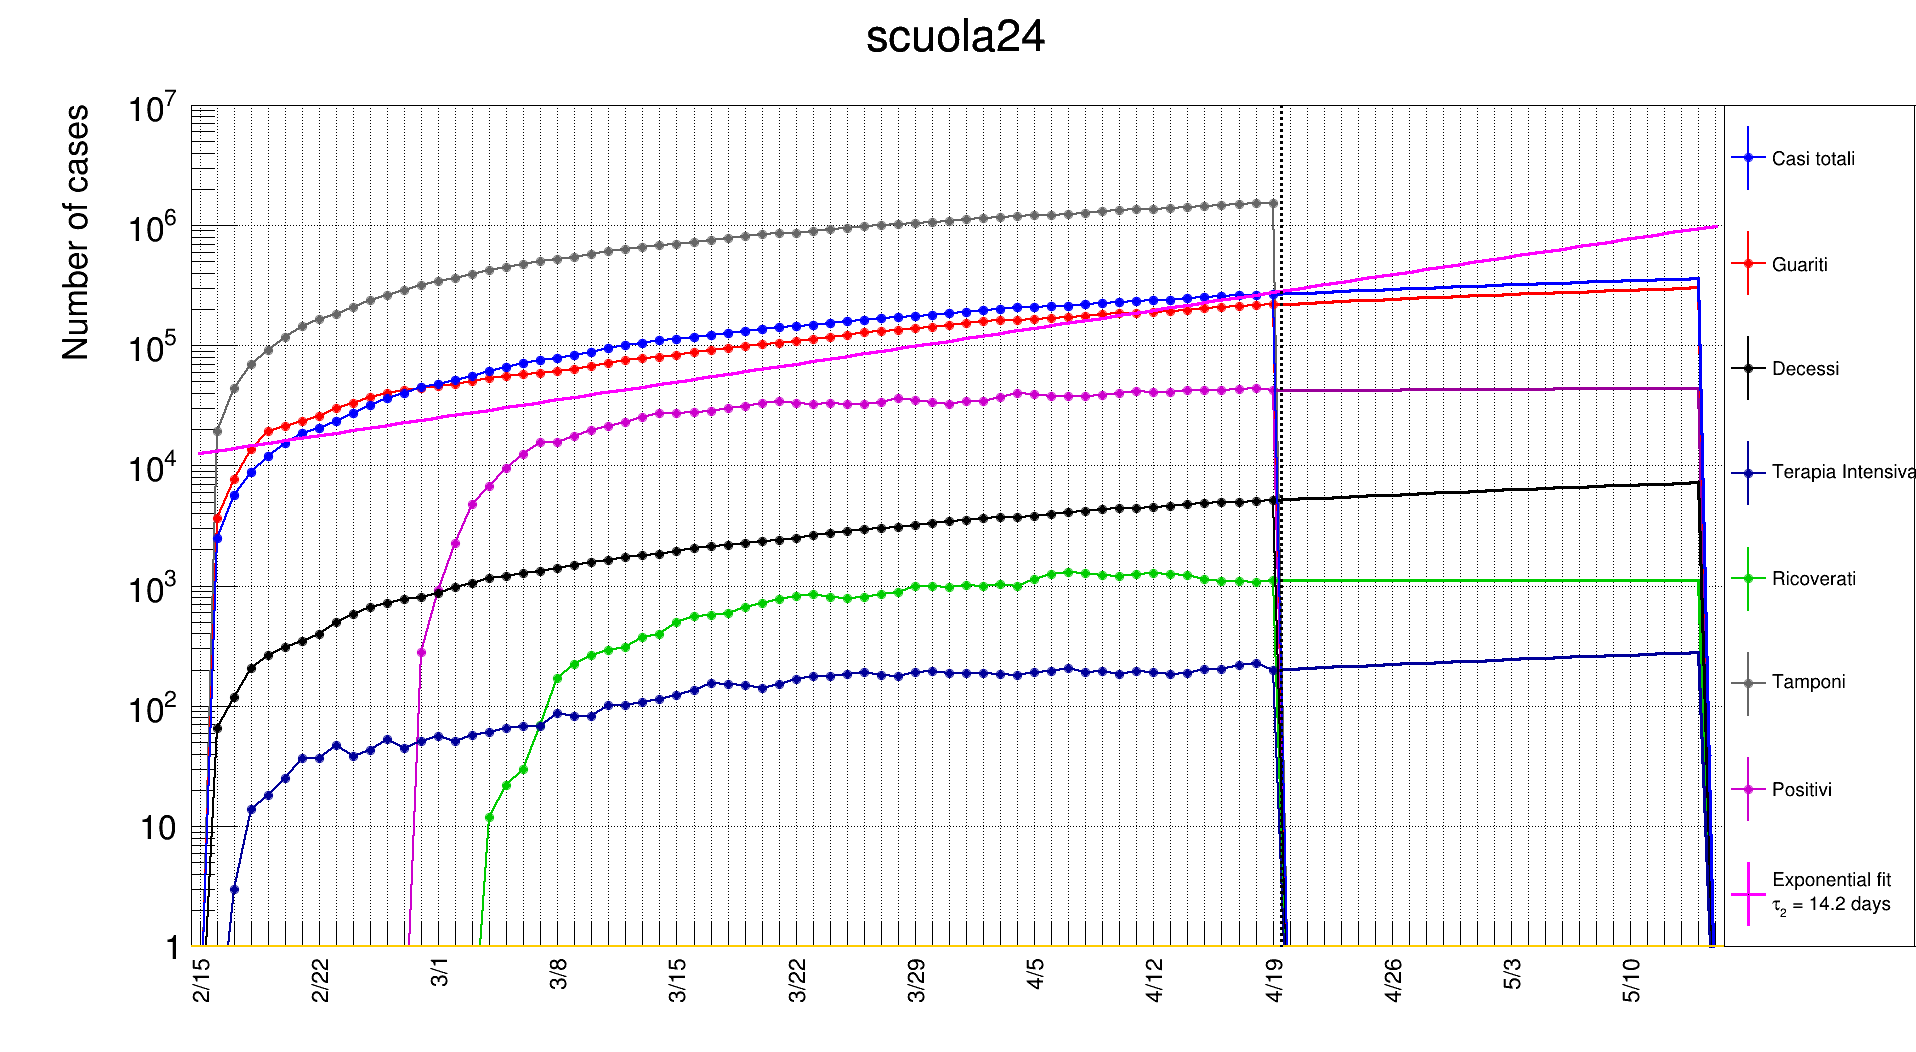 scuola24
Number of cases
10^7
10^6
10^5
10^4
10^3
10^2
10
1
2/15
2/22
3/1
3/8
3/15
3/22
3/29
4/5
4/12
4/19
4/26
5/3
5/10
Casi totali
Guariti
Decessi
Terapia Intensiva
Ricoverati
Tamponi
Positivi
Exponential fit
τ_2 = 14.2 days